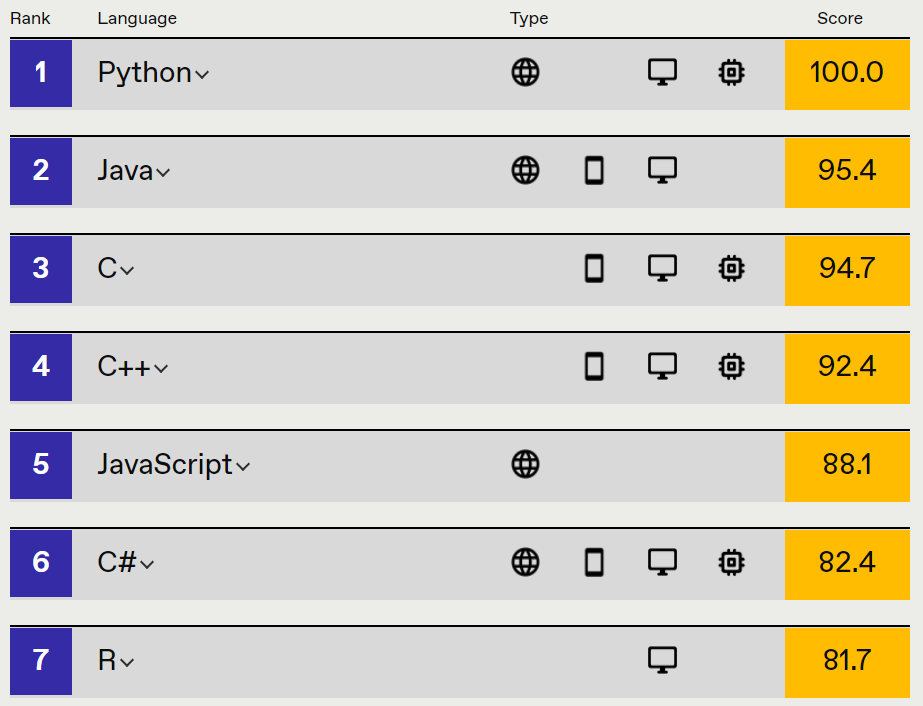 Rank Language Type Score
1 Python 100.0
2 Java 95.4
3 C 94.7
4 C++ 92.4
5 JavaScript 88.1
6 C# 82.4
7 R 81.7